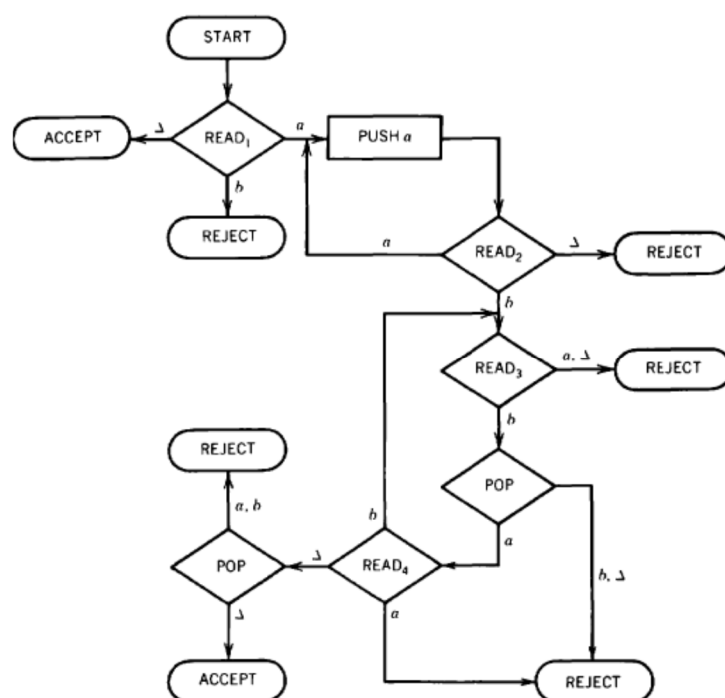 START
ACCEPT Δ READ₁ a PUSH a
b
REJECT
a READ₂ Δ REJECT
b
READ₃ a, Δ REJECT
b
REJECT
POP
a, b
b a
POP Δ READ₄
b, Δ
Δ a
ACCEPT REJECT